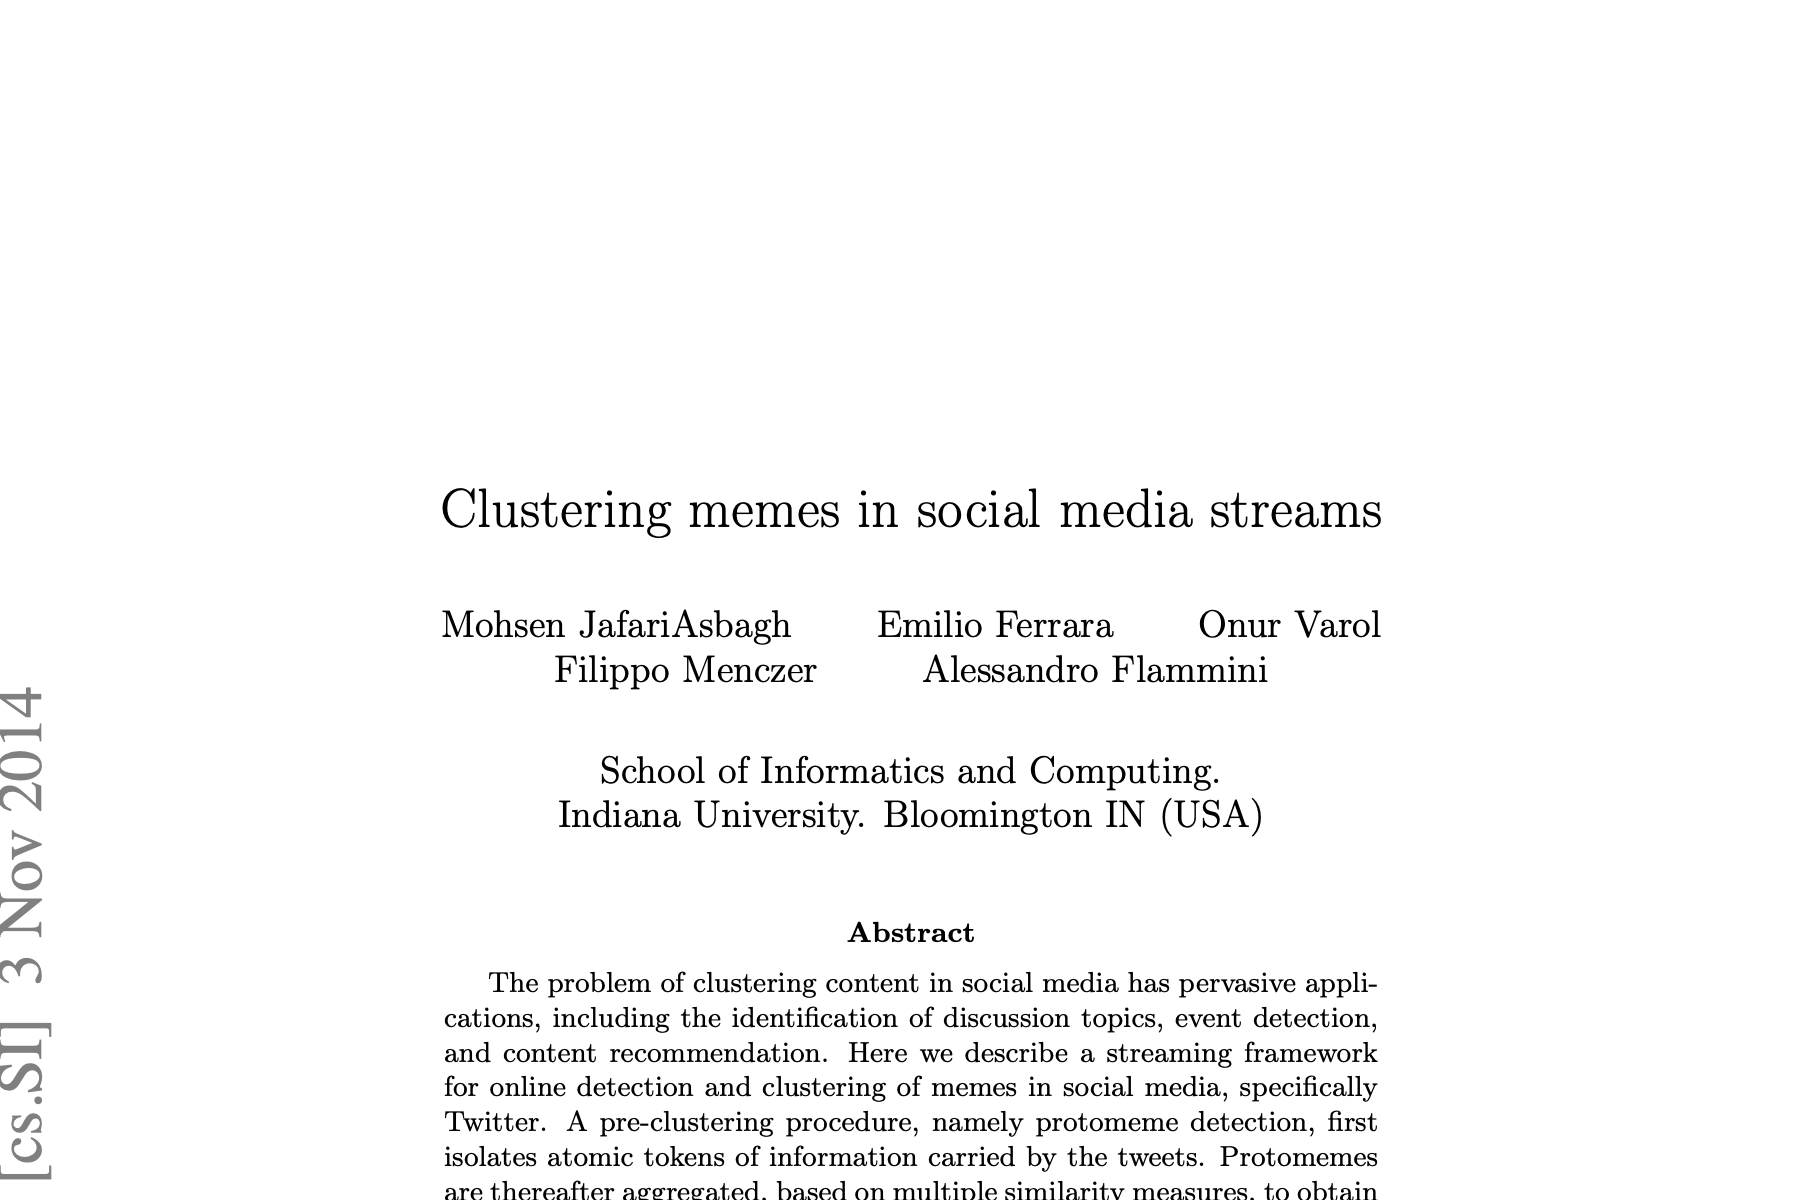 Clustering memes in social media streams
Mohsen JafariAsbagh Emilio Ferrara Onur Varol
Filippo Menczer Alessandro Flammini
School of Informatics and Computing.
Indiana University. Bloomington IN (USA)
Abstract
The problem of clustering content in social media has pervasive appli-
cations, including the identification of discussion topics, event detection,
and content recommendation. Here we describe a streaming framework
for online detection and clustering of memes in social media, specifically
Twitter. A pre-clustering procedure, namely protomeme detection, first
isolates atomic tokens of information carried by the tweets. Protomemes
are thereafter aggregated, based on multiple similarity measures, to obtain
[cs.SI] 3 Nov 2014